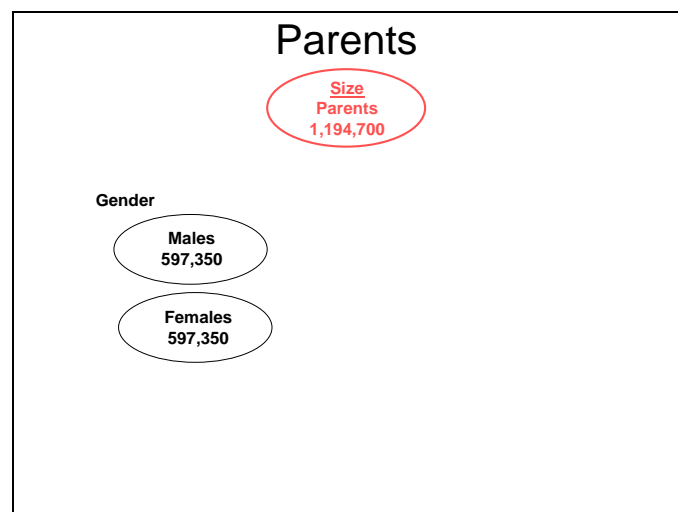 Parents
Size
Parents
1,194,700
Gender
Males
597,350
Females
597,350